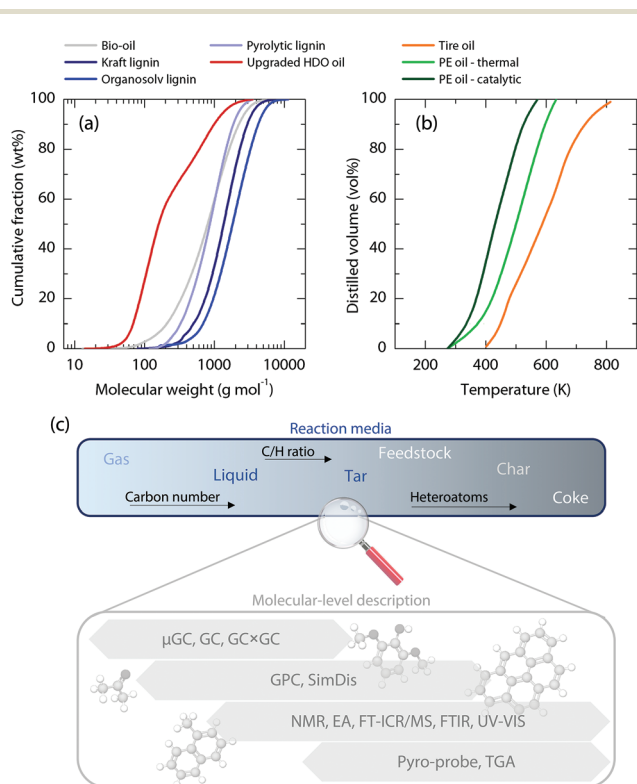 Bio-oil
Kraft lignin
Organosolv lignin
Pyrolytic lignin
Upgraded HDO oil
Tire oil
PE oil - thermal
PE oil - catalytic
(a)
Cumulative fraction (wt%)
100
80
60
40
20
0
10 100 1000 10000
Molecular weight (g mol⁻¹)
(b)
Distilled volume (vol%)
100
80
60
40
20
0
200 400 600 800
Temperature (K)
(c)
Reaction media
Gas
Liquid
C/H ratio
Tar
Feedstock
Char
Coke
Carbon number
Heteroatoms
Molecular-level description
μGC, GC, GC×GC
GPC, SimDis
NMR, EA, FT-ICR/MS, FTIR, UV-VIS
Pyro-probe, TGA